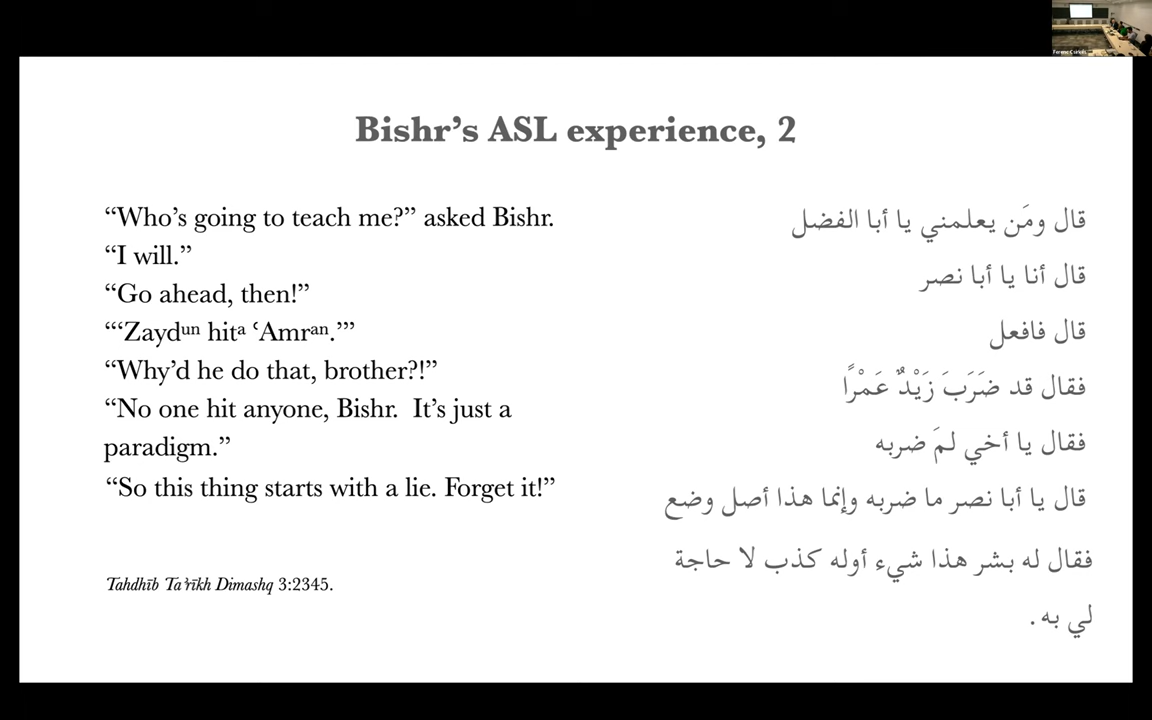 Bishr’s ASL experience, 2
“Who’s going to teach me?” asked Bishr.
“I will.”
“Go ahead, then!”
“‘Zaydᵘⁿ hitᵃ ʿAmrᵃⁿ.’”
“Why’d he do that, brother?!”
“No one hit anyone, Bishr. It’s just a
paradigm.”
“So this thing starts with a lie. Forget it!”
Tahdhīb Taʾrīkh Dimashq 3:2345.
قال ومَن يعلمني يا أبا الفضل
قال أنا يا أبا نصر
قال فافعل
فقال قد ضَرَبَ زَيْدٌ عَمْرًا
فقال يا أخي لمَ ضربه
قال يا أبا نصر ما ضربه وإنما هذا أصل وضع
فقال له بشر هذا شيء أوله كذب لا حاجة
لي به .